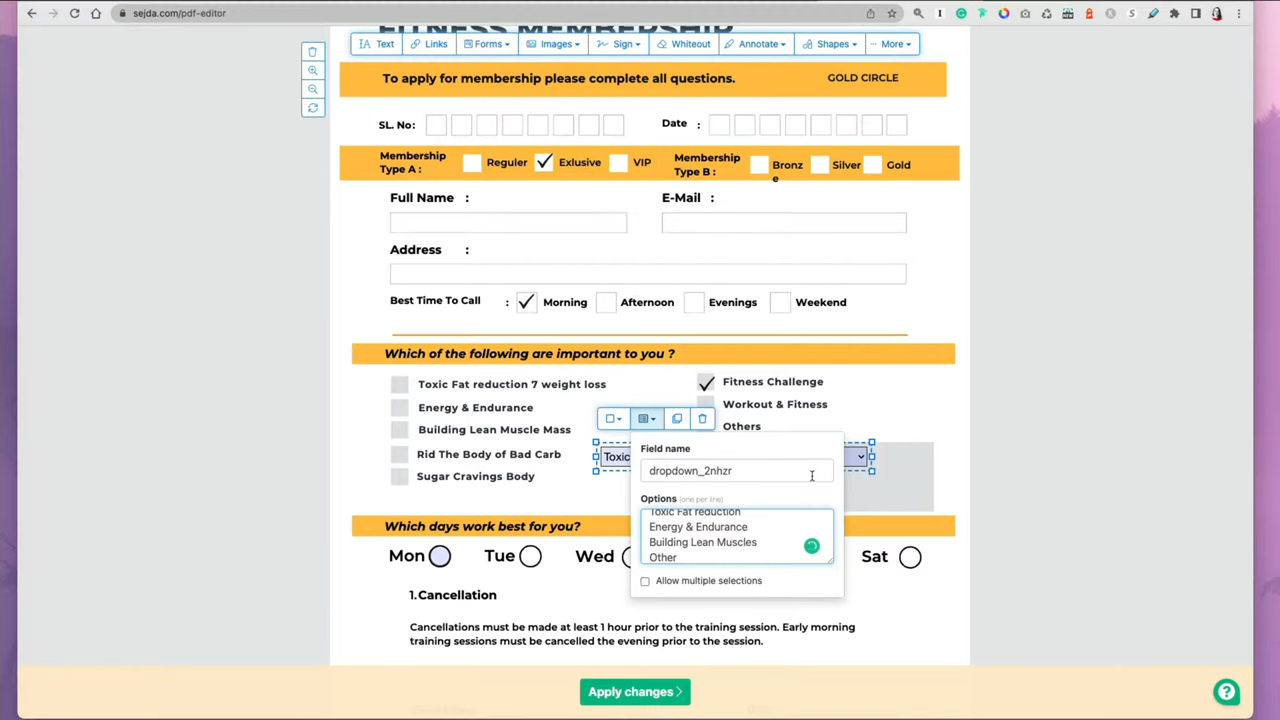 sejda.com/pdf-editor
FITNESS MEMBERSHIP
Text Links Forms Images Sign Whiteout Annotate Shapes More
To apply for membership please complete all questions. GOLD CIRCLE
SL. No: Date :
Membership Type A : Reguler Exlusive VIP Membership Type B : Bronz e Silver Gold
Full Name : E-Mail :
Address :
Best Time To Call : Morning Afternoon Evenings Weekend
Which of the following are important to you ?
Toxic Fat reduction 7 weight loss Fitness Challenge
Energy & Endurance Workout & Fitness
Building Lean Muscle Mass Others
Rid The Body of Bad Carb Toxic
Sugar Cravings Body
Field name
dropdown_2nhzr
Options (one per line)
Toxic Fat reduction
Energy & Endurance
Building Lean Muscles
Other
Allow multiple selections
Which days work best for you?
Mon Tue Wed Sat
1.Cancellation
Cancellations must be made at least 1 hour prior to the training session. Early morning
training sessions must be cancelled the evening prior to the session.
Apply changes